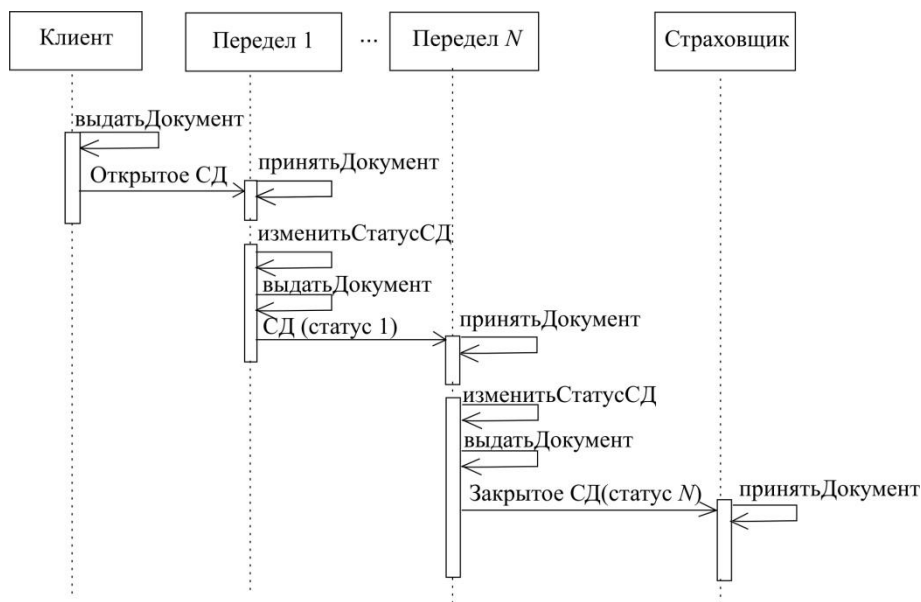 Клиент
Передел 1
...
Передел N
Страховщик
выдатьДокумент
Открытое СД
принятьДокумент
изменитьСтатусСД
выдатьДокумент
СД (статус 1)
принятьДокумент
изменитьСтатусСД
выдатьДокумент
Закрытое СД(статус N)
принятьДокумент